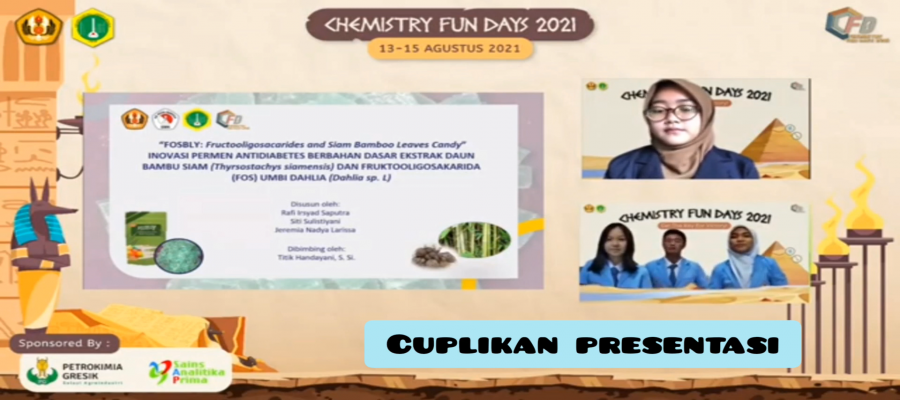 CHEMISTRY FUN DAYS 2021
13-15 AGUSTUS 2021
CFD
"FOSBLY: Fructooligosacarides and Siam Bamboo Leaves Candy"
INOVASI PERMEN ANTIDIABETES BERBAHAN DASAR EKSTRAK DAUN
BAMBU SIAM (Thyrsostachys siamensis) DAN FRUKTOOLIGOSAKARIDA
(FOS) UMBI DAHLIA (Dahlia sp. L)
Disusun oleh:
Rafi Irsyad Saputra
Siti Sulistiyani
Jeremia Nadya Larissa
Dibimbing oleh:
Titik Handayani, S. Si.
CHEMISTRY FUN DAYS 2021
CHEMISTRY FUN DAYS 2021
Sponsored By :
PETROKIMIA
GRESIK
Solusi Agroindustri
Sains
Analitika
Prima
CUPLIKAN PRESENTASI